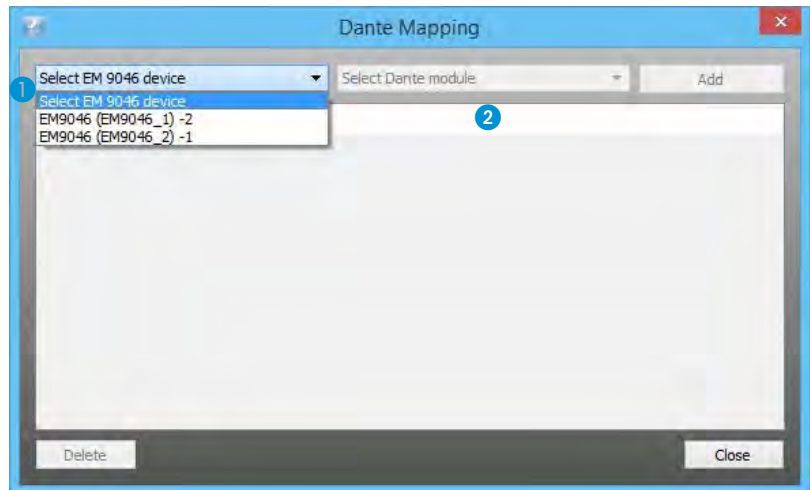 Dante Mapping
Select EM 9046 device
Select Dante module
Add
1
Select EM 9046 device
EM9046 (EM9046_1) -2
2
EM9046 (EM9046_2) -1
Delete
Close